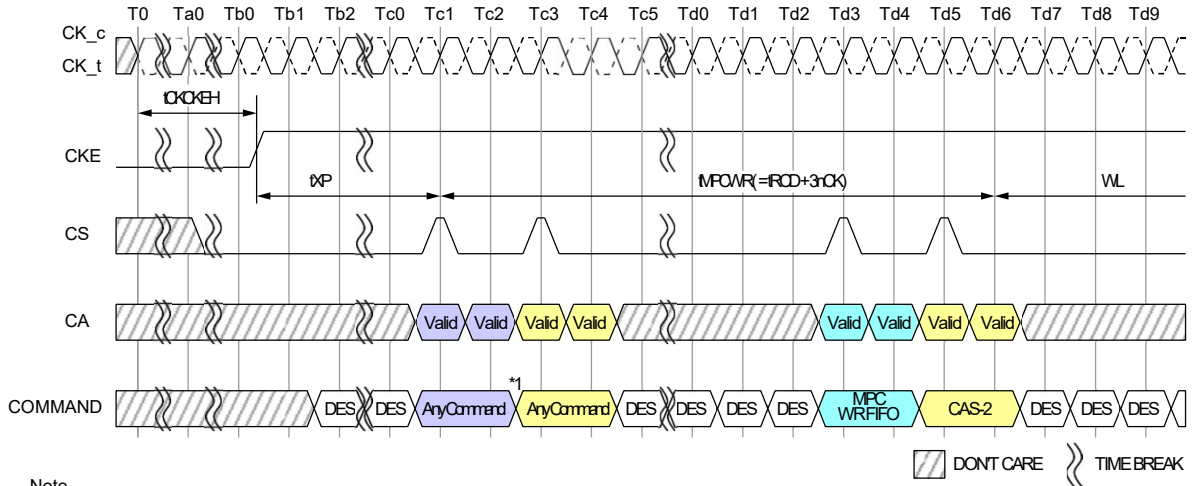 T0 Ta0 Tb0 Tb1 Tb2 Tc0 Tc1 Tc2 Tc3 Tc4 Tc5 Td0 Td1 Td2 Td3 Td4 Td5 Td6 Td7 Td8 Td9
CK_c
CK_t
tCKCKEH
CKE
tXP tMPCWR(=tRCD+3nCK) WL
CS
CA Valid Valid Valid Valid Valid Valid Valid Valid
*1
COMMAND DES DES AnyCommand AnyCommand DES DES DES DES MPC WRFIFO CAS-2 DES DES DES
DON'T CARE TIME BREAK
Note